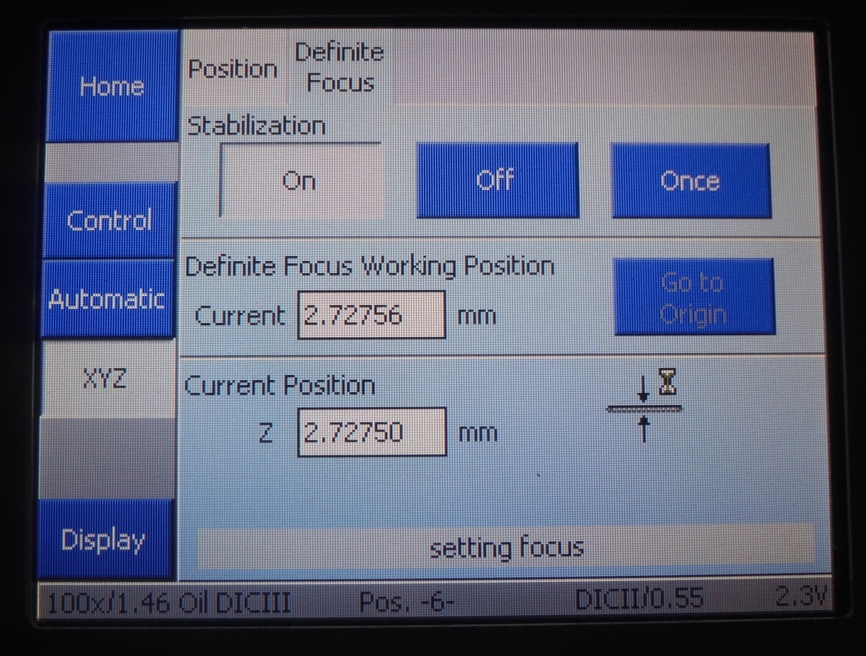 Home
Position
Definite
Focus
Stabilization
On
Off
Once
Control
Automatic
Definite Focus Working Position
Go to
Origin
Current 2.72756 mm
XYZ
Current Position
Z 2.72750 mm
Display
setting focus
100x/1.46 Oil DICIII Pos. -6- DICII/0.55 2.3V